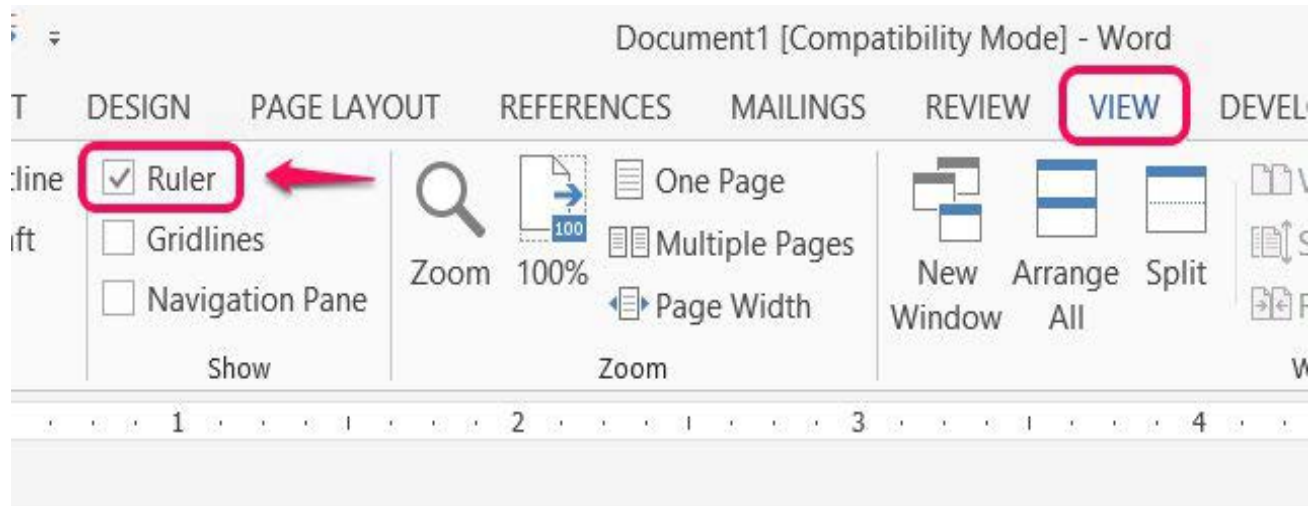 Document1 [Compatibility Mode] - Word
DESIGN PAGE LAYOUT REFERENCES MAILINGS REVIEW VIEW
Ruler
Gridlines
Navigation Pane
Show
Zoom
100
100%
One Page
Multiple Pages
Page Width
Zoom
New
Window
Arrange
All
Split
1 2 3 4